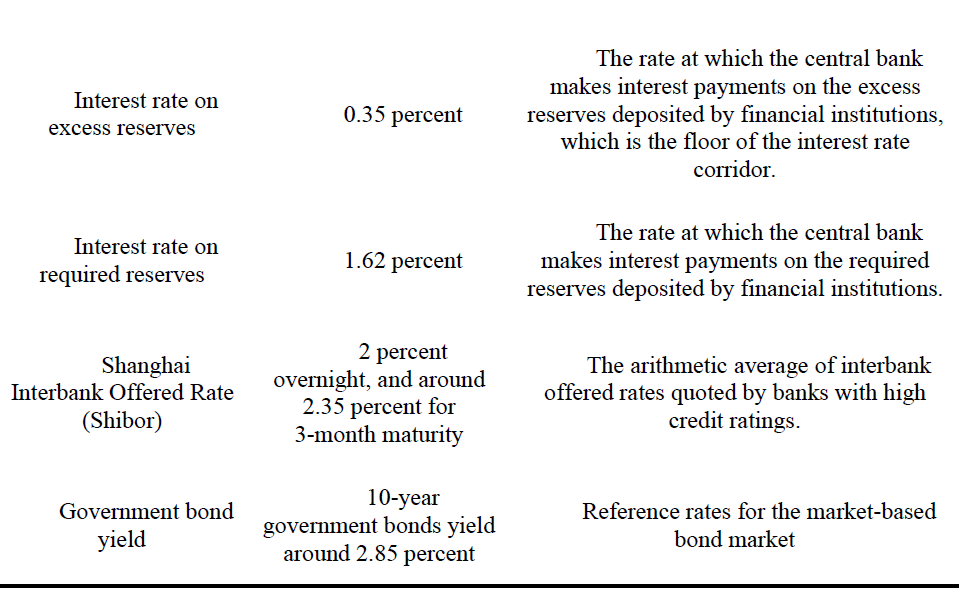 Interest rate on
excess reserves
0.35 percent
The rate at which the central bank
makes interest payments on the excess
reserves deposited by financial institutions,
which is the floor of the interest rate
corridor.
Interest rate on
required reserves
1.62 percent
The rate at which the central bank
makes interest payments on the required
reserves deposited by financial institutions.
Shanghai
Interbank Offered Rate
(Shibor)
2 percent
overnight, and around
2.35 percent for
3-month maturity
The arithmetic average of interbank
offered rates quoted by banks with high
credit ratings.
Government bond
yield
10-year
government bonds yield
around 2.85 percent
Reference rates for the market-based
bond market